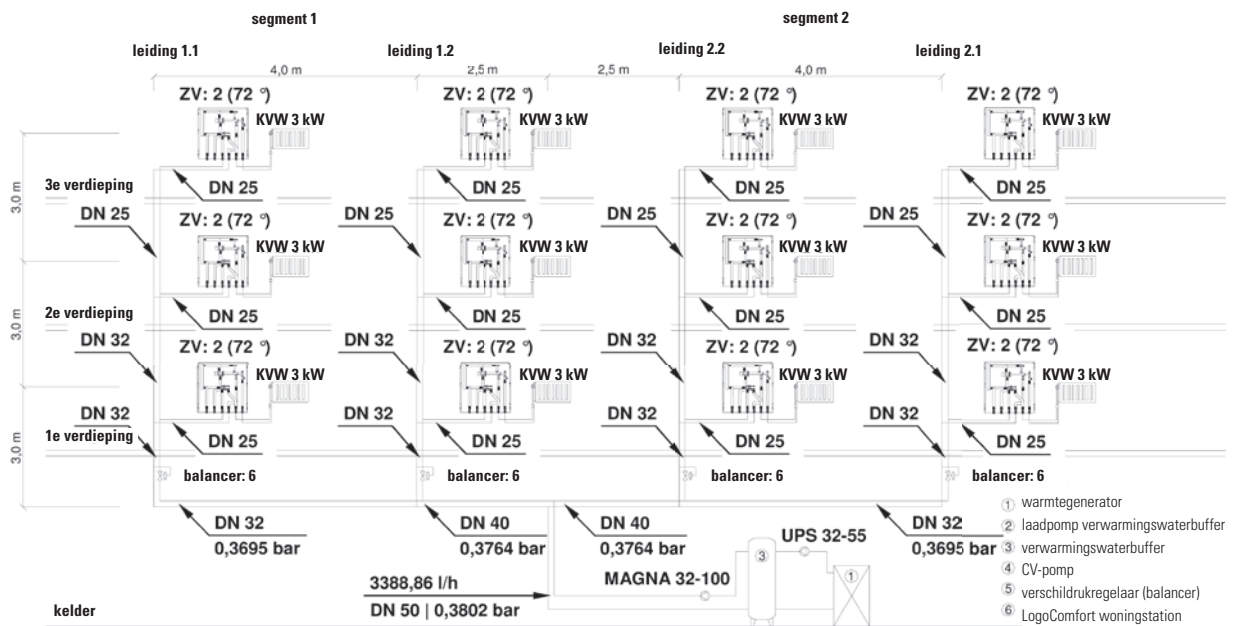 segment 1
segment 2
leiding 1.1
leiding 1.2
leiding 2.2
leiding 2.1
4,0 m
2,5 m
2,5 m
4,0 m
ZV: 2 (72 °)
ZV: 2 (72 °)
ZV: 2 (72 °)
ZV: 2 (72 °)
KVW 3 kW
KVW 3 kW
KVW 3 kW
KVW 3 kW
3,0 m
3e verdieping
DN 25
DN 25
DN 25
DN 25
DN 25
DN 25
DN 25
DN 25
ZV: 2 (72 °)
ZV: 2 (72 °)
ZV: 2 (72 °)
ZV: 2 (72 °)
KVW 3 kW
KVW 3 kW
KVW 3 kW
KVW 3 kW
3,0 m
2e verdieping
DN 25
DN 25
DN 25
DN 25
DN 32
DN 32
DN 32
DN 32
ZV: 2 (72 °)
ZV: 2 (72 °)
ZV: 2 (72 °)
ZV: 2 (72 °)
KVW 3 kW
KVW 3 kW
KVW 3 kW
KVW 3 kW
DN 32
DN 32
DN 32
DN 32
3,0 m
1e verdieping
DN 25
DN 25
DN 25
DN 25
balancer: 6
balancer: 6
balancer: 6
balancer: 6
DN 32
0,3695 bar
DN 40
0,3764 bar
DN 40
0,3764 bar
DN 32
0,3695 bar
3388,86 l/h
DN 50 | 0,3802 bar
MAGNA 32-100
UPS 32-55
3
1
kelder
1 warmtegenerator
2 laadpomp verwarmingswaterbuffer
3 verwarmingswaterbuffer
4 CV-pomp
5 verschildrukregelaar (balancer)
6 LogoComfort woningstation